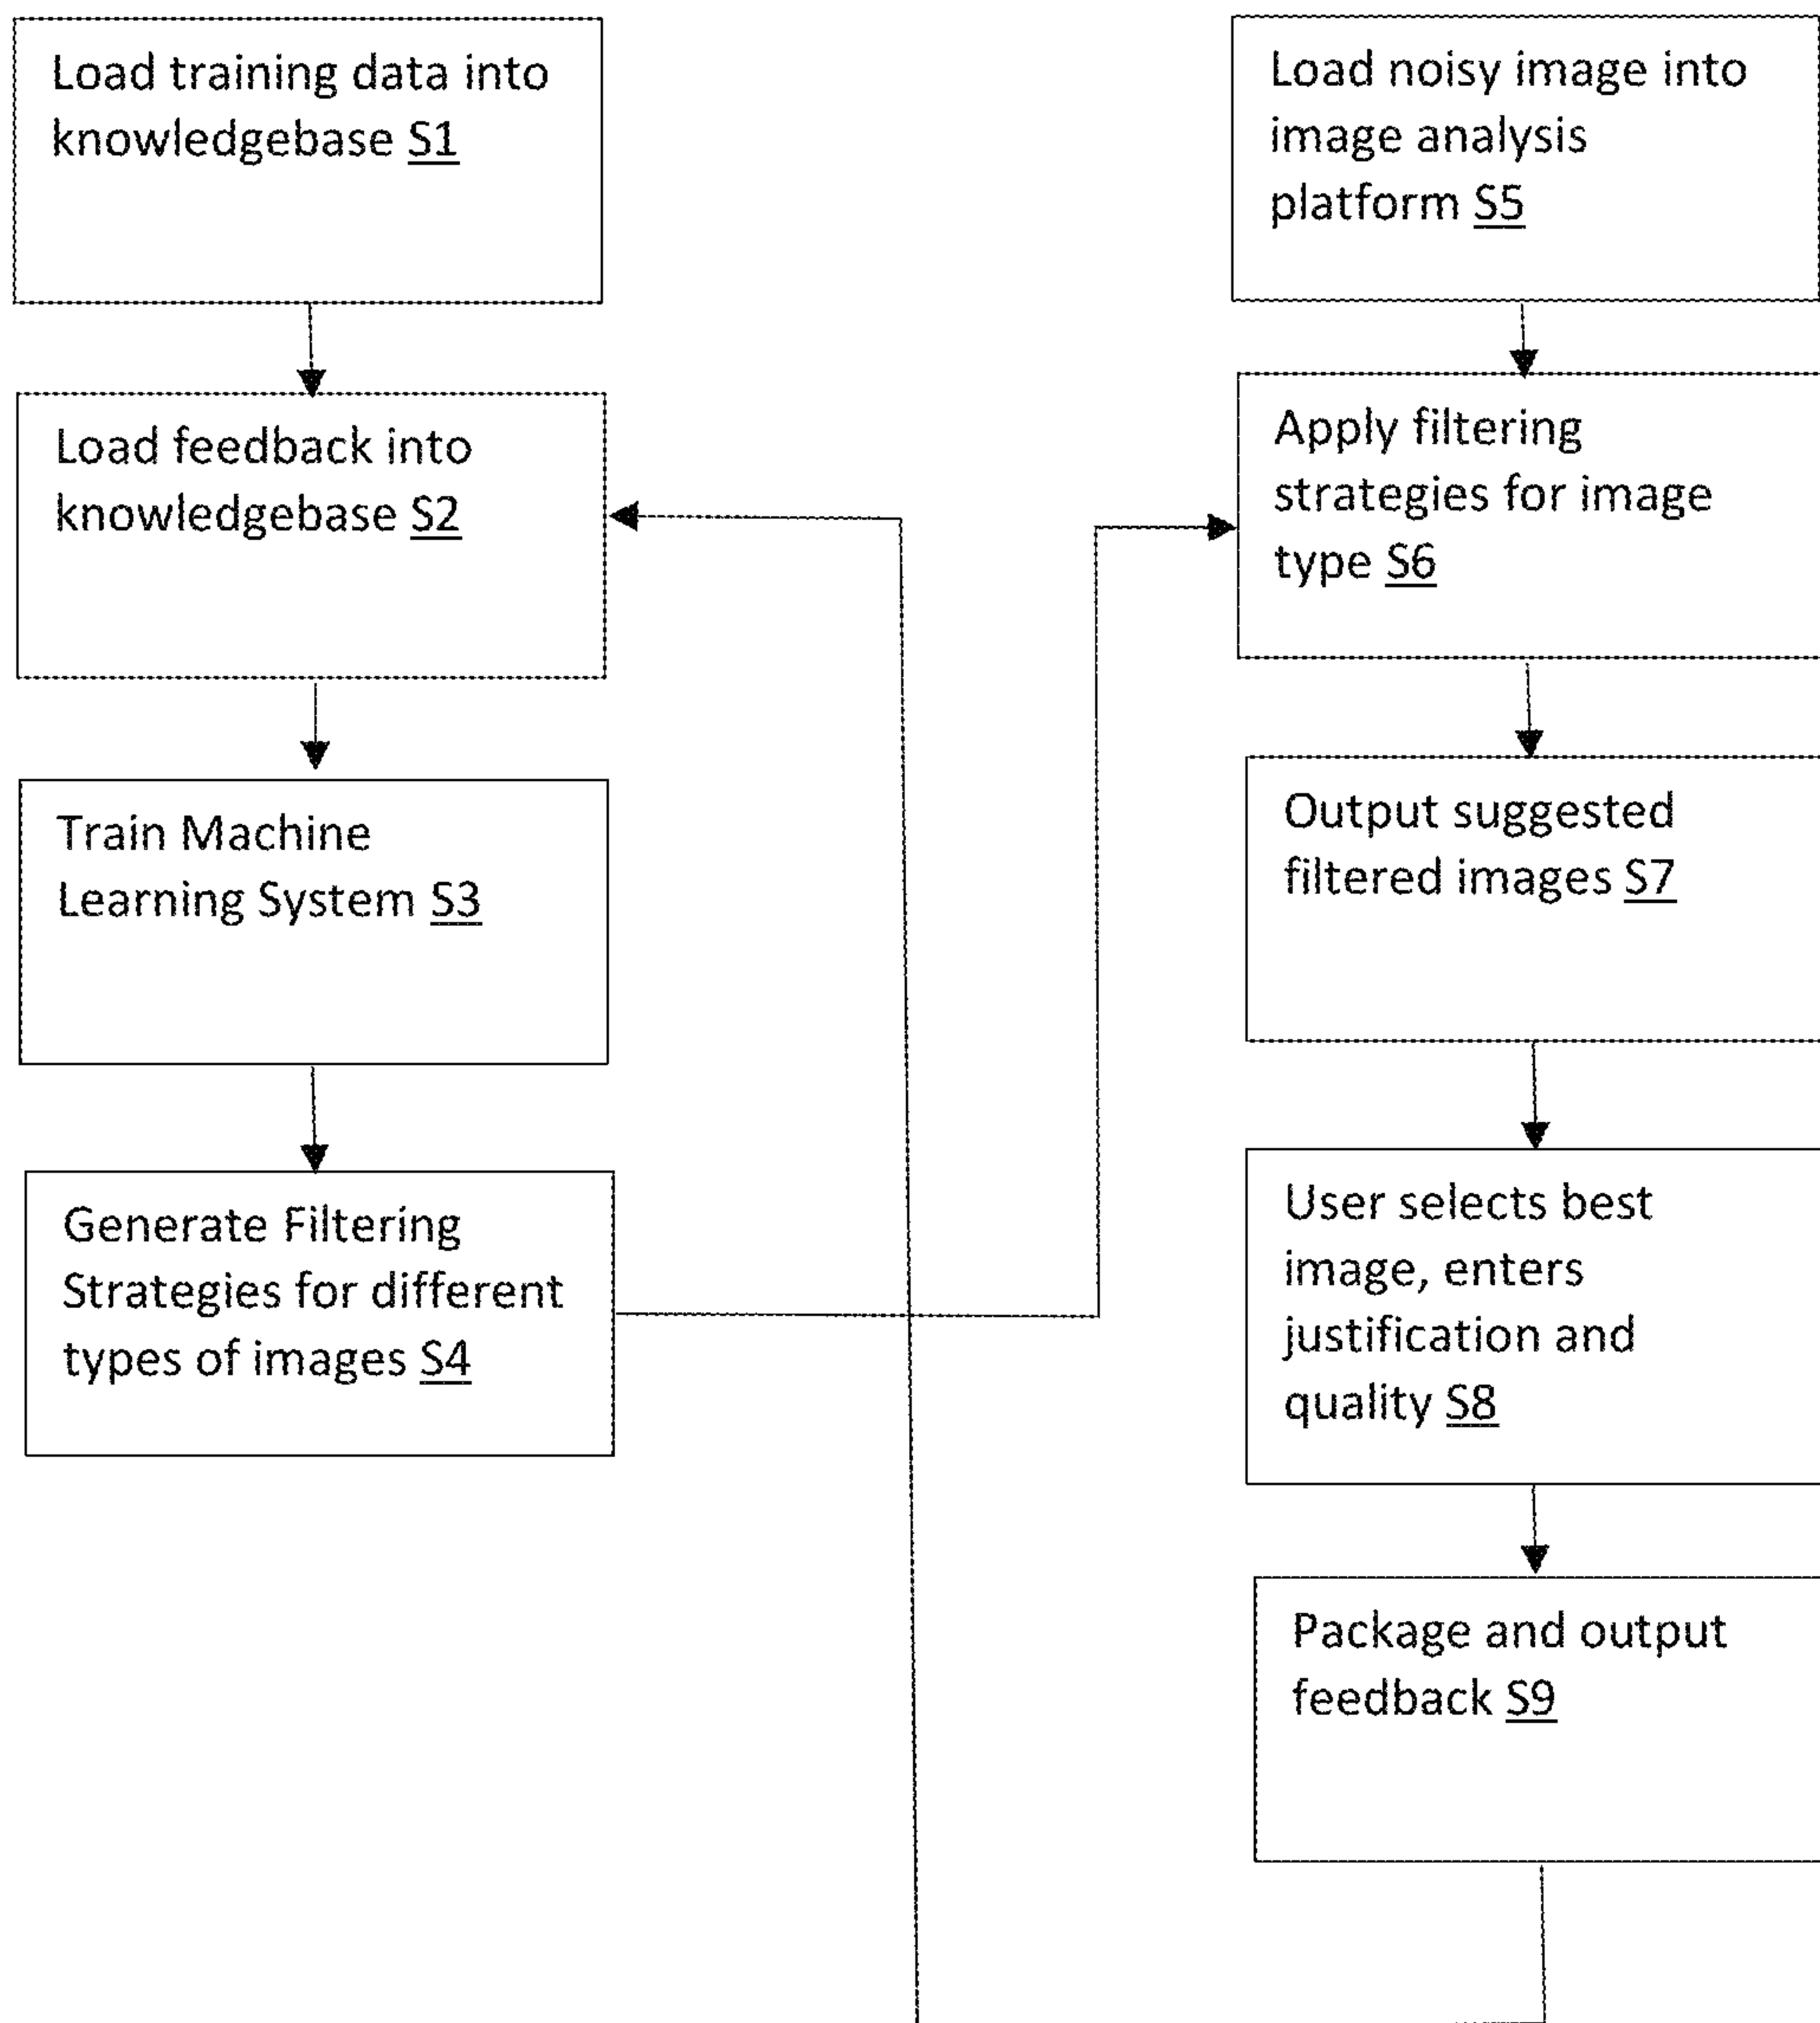 Load training data into
knowledgebase S1
Load feedback into
knowledgebase S2
Train Machine
Learning System S3
Generate Filtering
Strategies for different
types of images S4
Load noisy image into
image analysis
platform S5
Apply filtering
strategies for image
type S6
Output suggested
filtered images S7
User selects best
image, enters
justification and
quality S8
Package and output
feedback S9